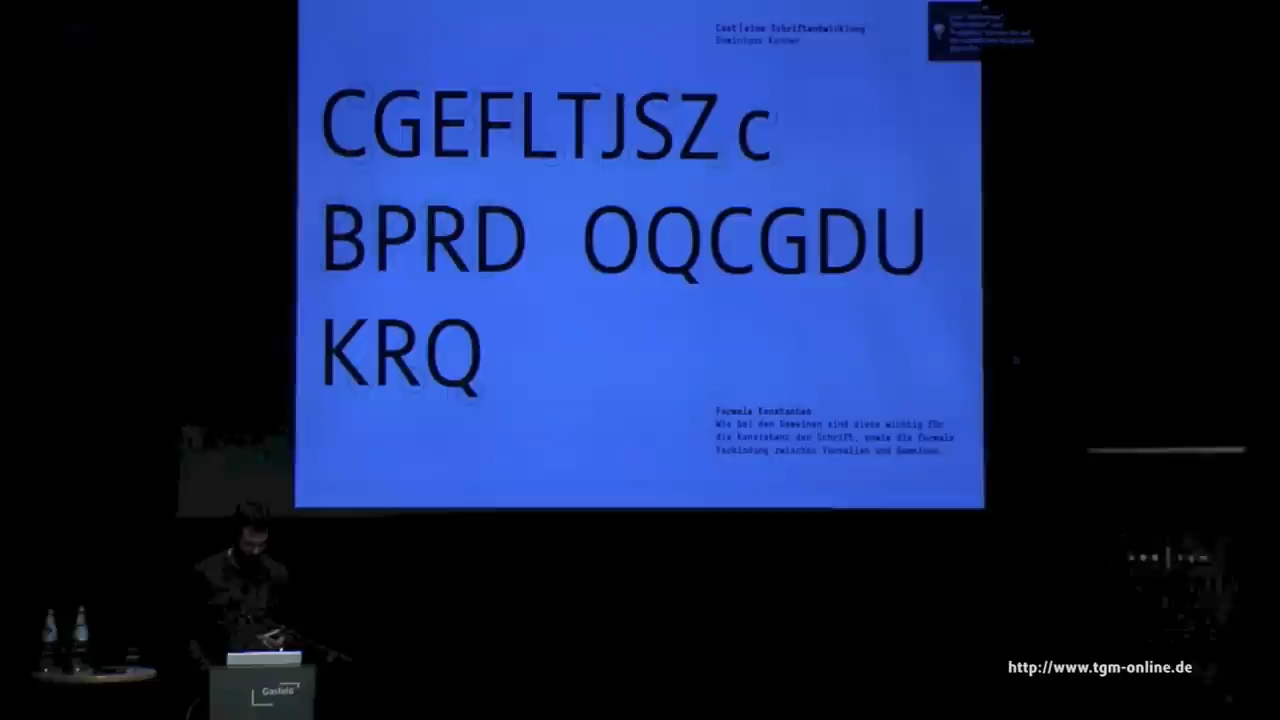 Cast | eine Schriftentwicklung
Dominique Kerber
CGEFLTJSZ c
BPRD OQCGDU
KRQ
Formale Konstanten
Wie bei den Gemeinen sind diese wichtig für
die Konsistenz der Schrift, sowie die formale
Verbindung zwischen Versalien und Gemeinen.
Gasteig
http://www.tgm-online.de